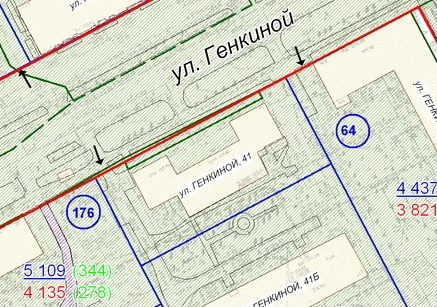 ул. Генкиной
64
ул. ГЕНКИНОЙ, 41
4 437
3 821
176
5 109 (344)
4 135 (278)
ГЕНКИНОЙ, 41Б